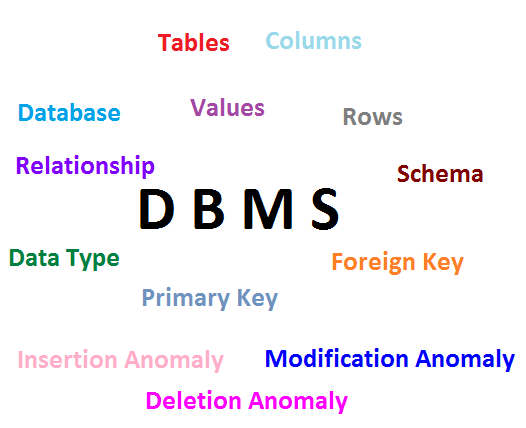 Tables
Columns
Database
Values
Rows
Relationship
Schema
D B M S
Data Type
Foreign Key
Primary Key
Insertion Anomaly
Modification Anomaly
Deletion Anomaly